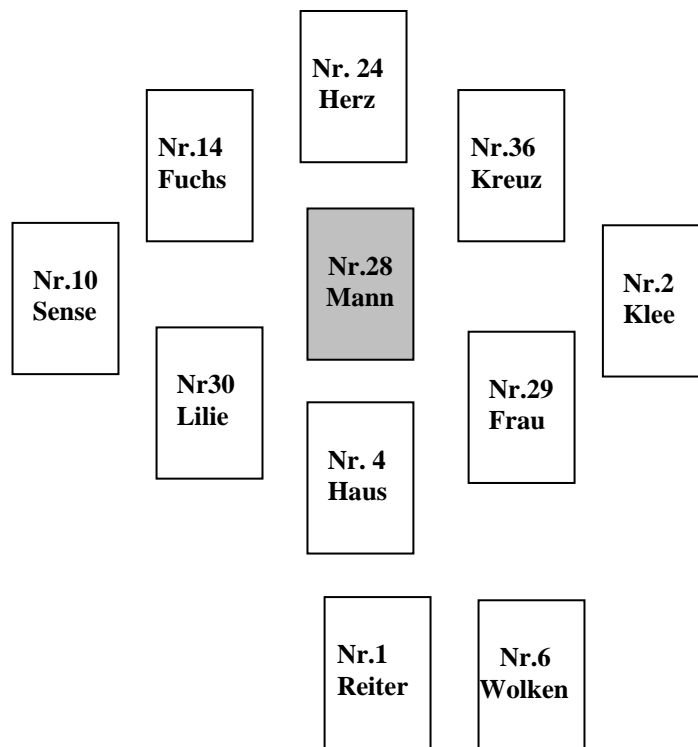 Nr. 24
Herz
Nr.14
Fuchs
Nr.36
Kreuz
Nr.10
Sense
Nr.28
Mann
Nr.2
Klee
Nr30
Lilie
Nr.29
Frau
Nr. 4
Haus
Nr.1
Reiter
Nr.6
Wolken